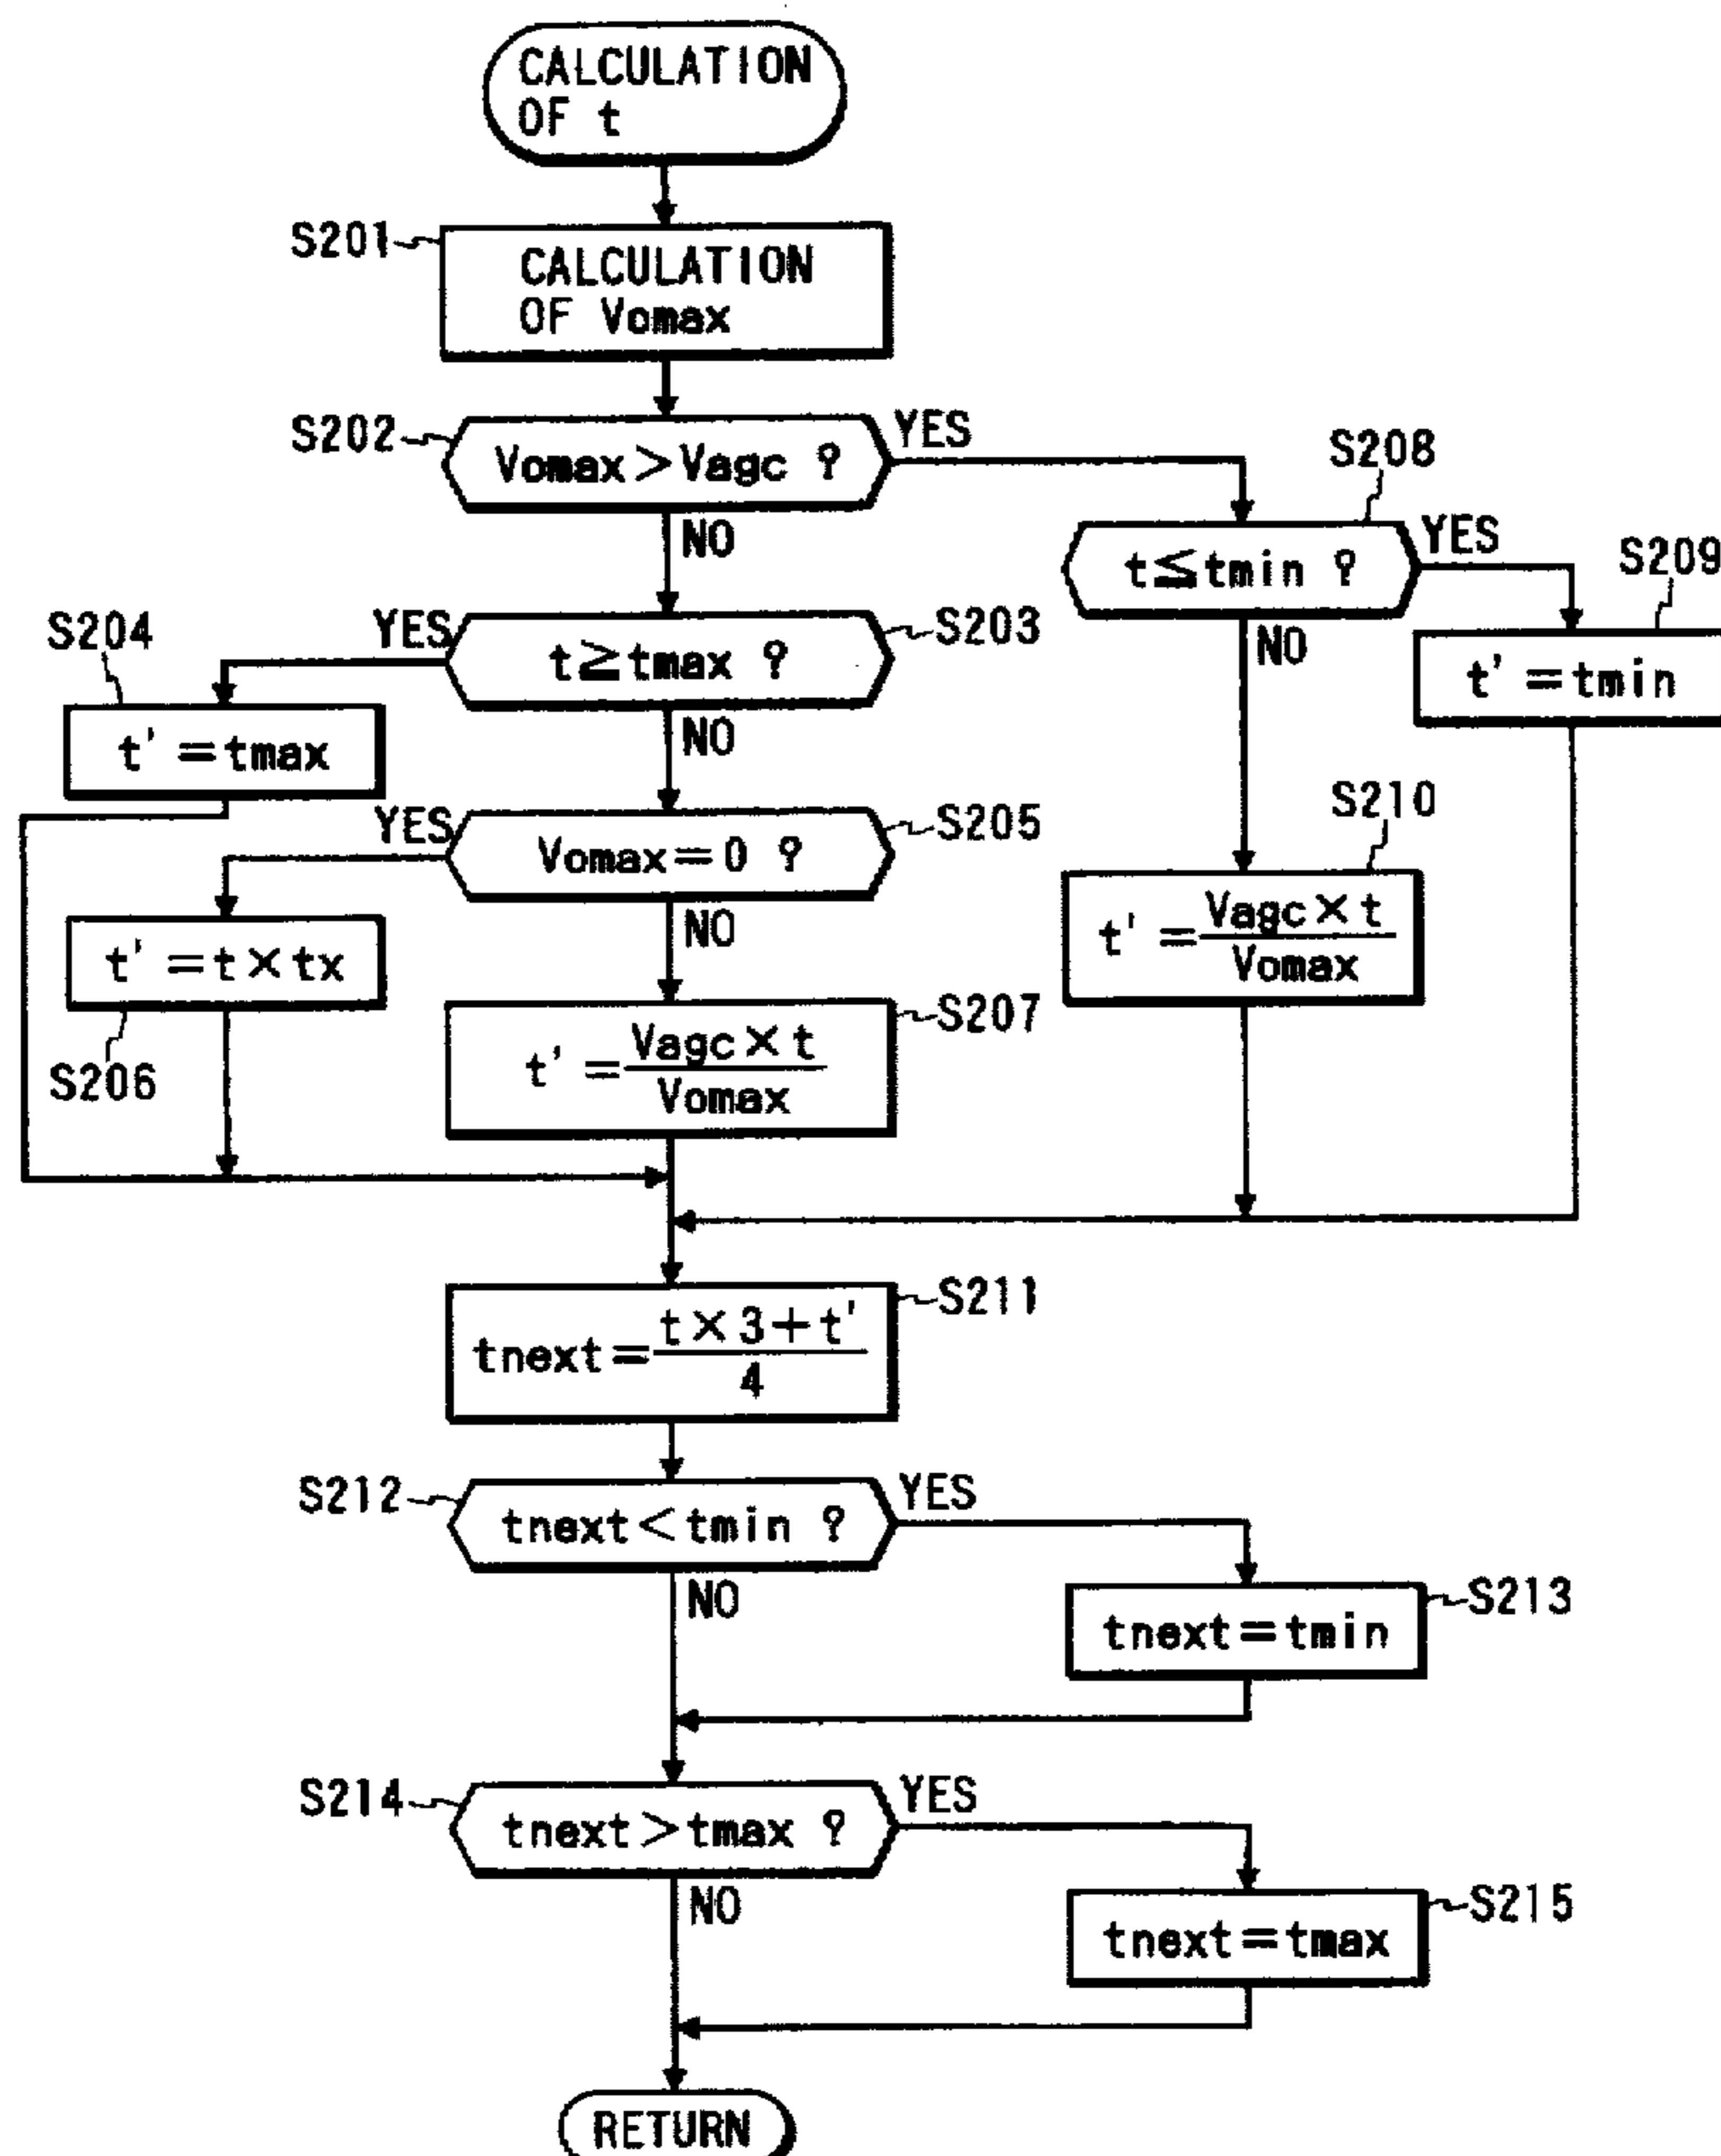 CALCULATION
OF t
S201
CALCULATION
OF Vomax
S202
Vomax>Vagc ?
YES
NO
S208
t≦tmin ?
YES
NO
S209
t'=tmin
S203
t≧tmax ?
YES
NO
S204
t'=tmax
S205
Vomax=0 ?
YES
NO
S206
t'=t×tx
S207
t'=Vagc×t
Vomax
S210
t'=Vagc×t
Vomax
S211
tnext=t×3+t'
4
S212
tnext<tmin ?
YES
NO
S213
tnext=tmin
S214
tnext>tmax ?
YES
NO
S215
tnext=tmax
RETURN